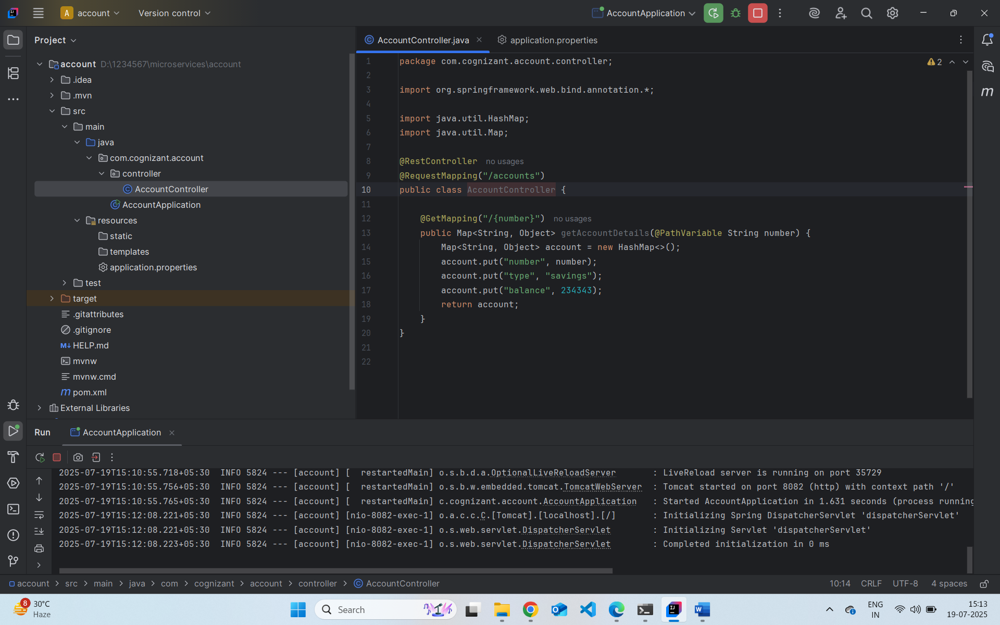 A account Version control AccountApplication
Project
account D:\1234567\microservices\account
.idea
.mvn
src
main
java
com.cognizant.account
controller
AccountController
AccountApplication
resources
static
templates
application.properties
test
target
.gitattributes
.gitignore
M↓ HELP.md
mvnw
mvnw.cmd
m pom.xml
External Libraries
AccountController.java application.properties
2
1 package com.cognizant.account.controller;
2
3 import org.springframework.web.bind.annotation.*;
4
5 import java.util.HashMap;
6 import java.util.Map;
7
8 @RestController no usages
9 @RequestMapping("/accounts")
10 public class AccountController {
11
12 @GetMapping("/{number}") no usages
13 public Map<String, Object> getAccountDetails(@PathVariable String number) {
14 Map<String, Object> account = new HashMap<>();
15 account.put("number", number);
16 account.put("type", "savings");
17 account.put("balance", 234343);
18 return account;
19 }
20 }
21
22
m
Run AccountApplication
2025-07-19T15:10:55.718+05:30 INFO 5824 --- [account] [ restartedMain] o.s.b.d.a.OptionalLiveReloadServer : LiveReload server is running on port 35729
2025-07-19T15:10:55.756+05:30 INFO 5824 --- [account] [ restartedMain] o.s.b.w.embedded.tomcat.TomcatWebServer : Tomcat started on port 8082 (http) with context path '/'
2025-07-19T15:10:55.765+05:30 INFO 5824 --- [account] [ restartedMain] c.cognizant.account.AccountApplication : Started AccountApplication in 1.631 seconds (process running
2025-07-19T15:12:08.221+05:30 INFO 5824 --- [account] [nio-8082-exec-1] o.a.c.c.C.[Tomcat].[localhost].[/] : Initializing Spring DispatcherServlet 'dispatcherServlet'
2025-07-19T15:12:08.221+05:30 INFO 5824 --- [account] [nio-8082-exec-1] o.s.web.servlet.DispatcherServlet : Initializing Servlet 'dispatcherServlet'
2025-07-19T15:12:08.223+05:30 INFO 5824 --- [account] [nio-8082-exec-1] o.s.web.servlet.DispatcherServlet : Completed initialization in 0 ms
account > src > main > java > com > cognizant > account > controller > AccountController 10:14 CRLF UTF-8 4 spaces
8 30°C
Haze
Search
ENG
IN
15:13
19-07-2025